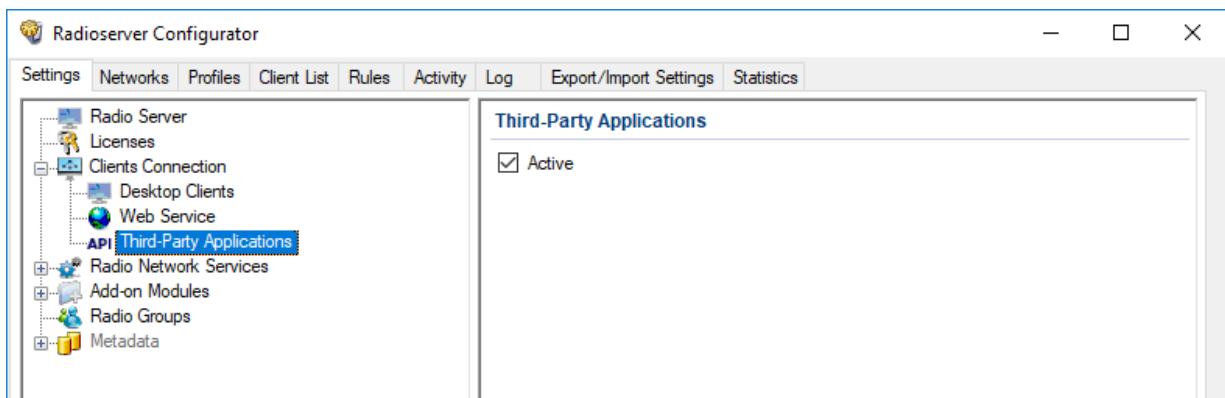 Radioserver Configurator
Settings Networks Profiles Client List Rules Activity Log Export/Import Settings Statistics
Radio Server
Licenses
Clients Connection
Desktop Clients
Web Service
API Third-Party Applications
Radio Network Services
Add-on Modules
Radio Groups
Metadata
Third-Party Applications
Active